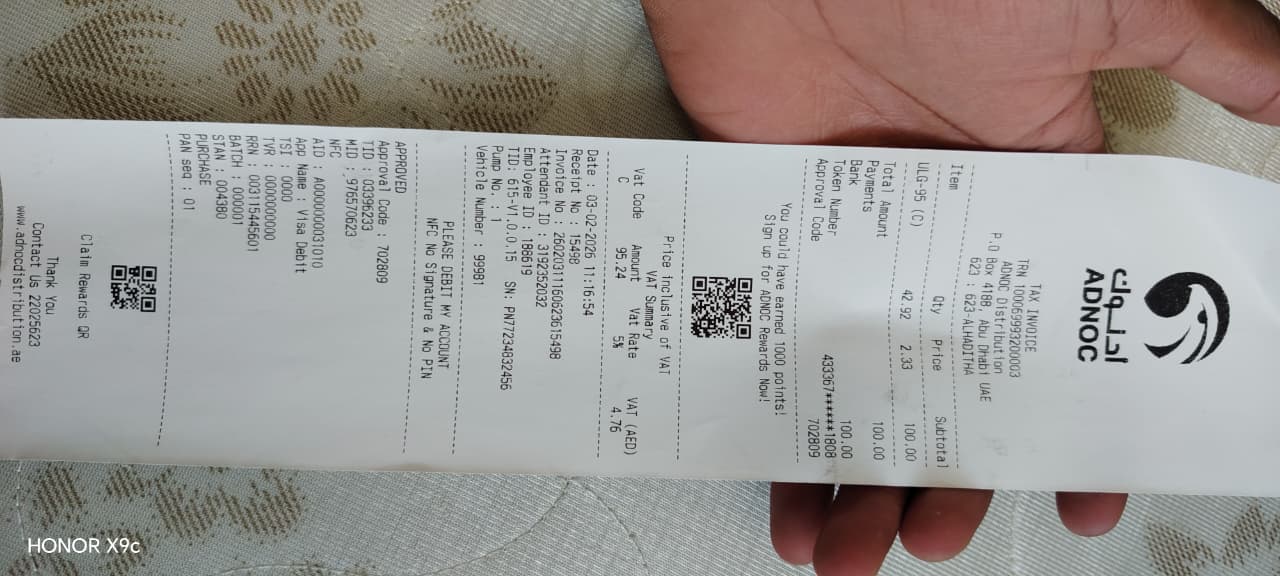 ادنوك
ADNOC
TAX INVOICE
TRN 100069993200003
ADNOC Distribution
P.O Box 4188, Abu Dhabi UAE
623 : 623-ALHADITHA
Item Qty Price Subtotal
ULG-95 (C) 42.92 2.33 100.00
Total Amount 100.00
Payments
Bank 100.00
Token Number 433367******1808
Approval Code 702809
You could have earned 1000 points!
Sign up for ADNOC Rewards Now!
Price inclusive of VAT
VAT Summary
Vat Code Amount Vat Rate VAT (AED)
C 95.24 5% 4.76
Date : 03-02-2026 11:16:54
Receipt No : 15498
Invoice No : 26020311160623615498
Attendant ID : 3192352032
Employee ID : 188619
TID: 615-V1.0.0.15 SN: PN77234832456
Pump No. : 1
Vehicle Number : 99981
PLEASE DEBIT MY ACCOUNT
NFC No Signature & No PIN
APPROVED
Approval Code : 702809
TID : 03396233
MID : 976570623
NFC
AID : A0000000031010
App Name : Visa Debit
TSI : 0000
TVR : 0000000000
RRN : 003115445601
BATCH : 000001
STAN : 004380
PURCHASE
PAN seq : 01
Claim Rewards QR
Thank You
Contact Us 22025623
www.adnocdistribution.ae
HONOR X9c